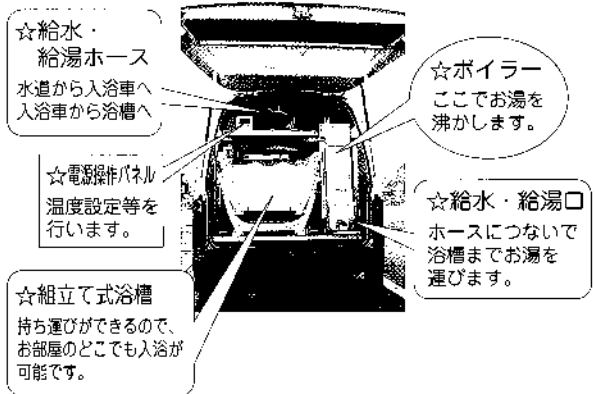 ☆給水・
給湯ホース
水道から入浴車へ
入浴車から浴槽へ
☆電源操作パネル
温度設定等を
行います。
☆組立て式浴槽
持ち運びができるので、
お部屋のどこでも入浴が
可能です。
☆ボイラー
ここでお湯を
沸かします。
☆給水・給湯口
ホースにつないで
浴槽までお湯を
運びます。